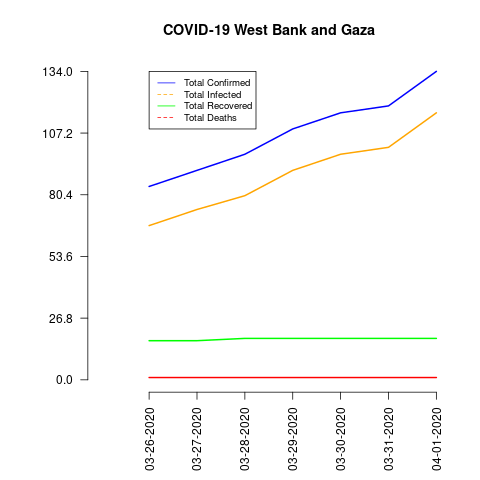 COVID-19 West Bank and Gaza
134.0
107.2
80.4
53.6
26.8
0.0
Total Confirmed
Total Infected
Total Recovered
Total Deaths
03-26-2020
03-27-2020
03-28-2020
03-29-2020
03-30-2020
03-31-2020
04-01-2020